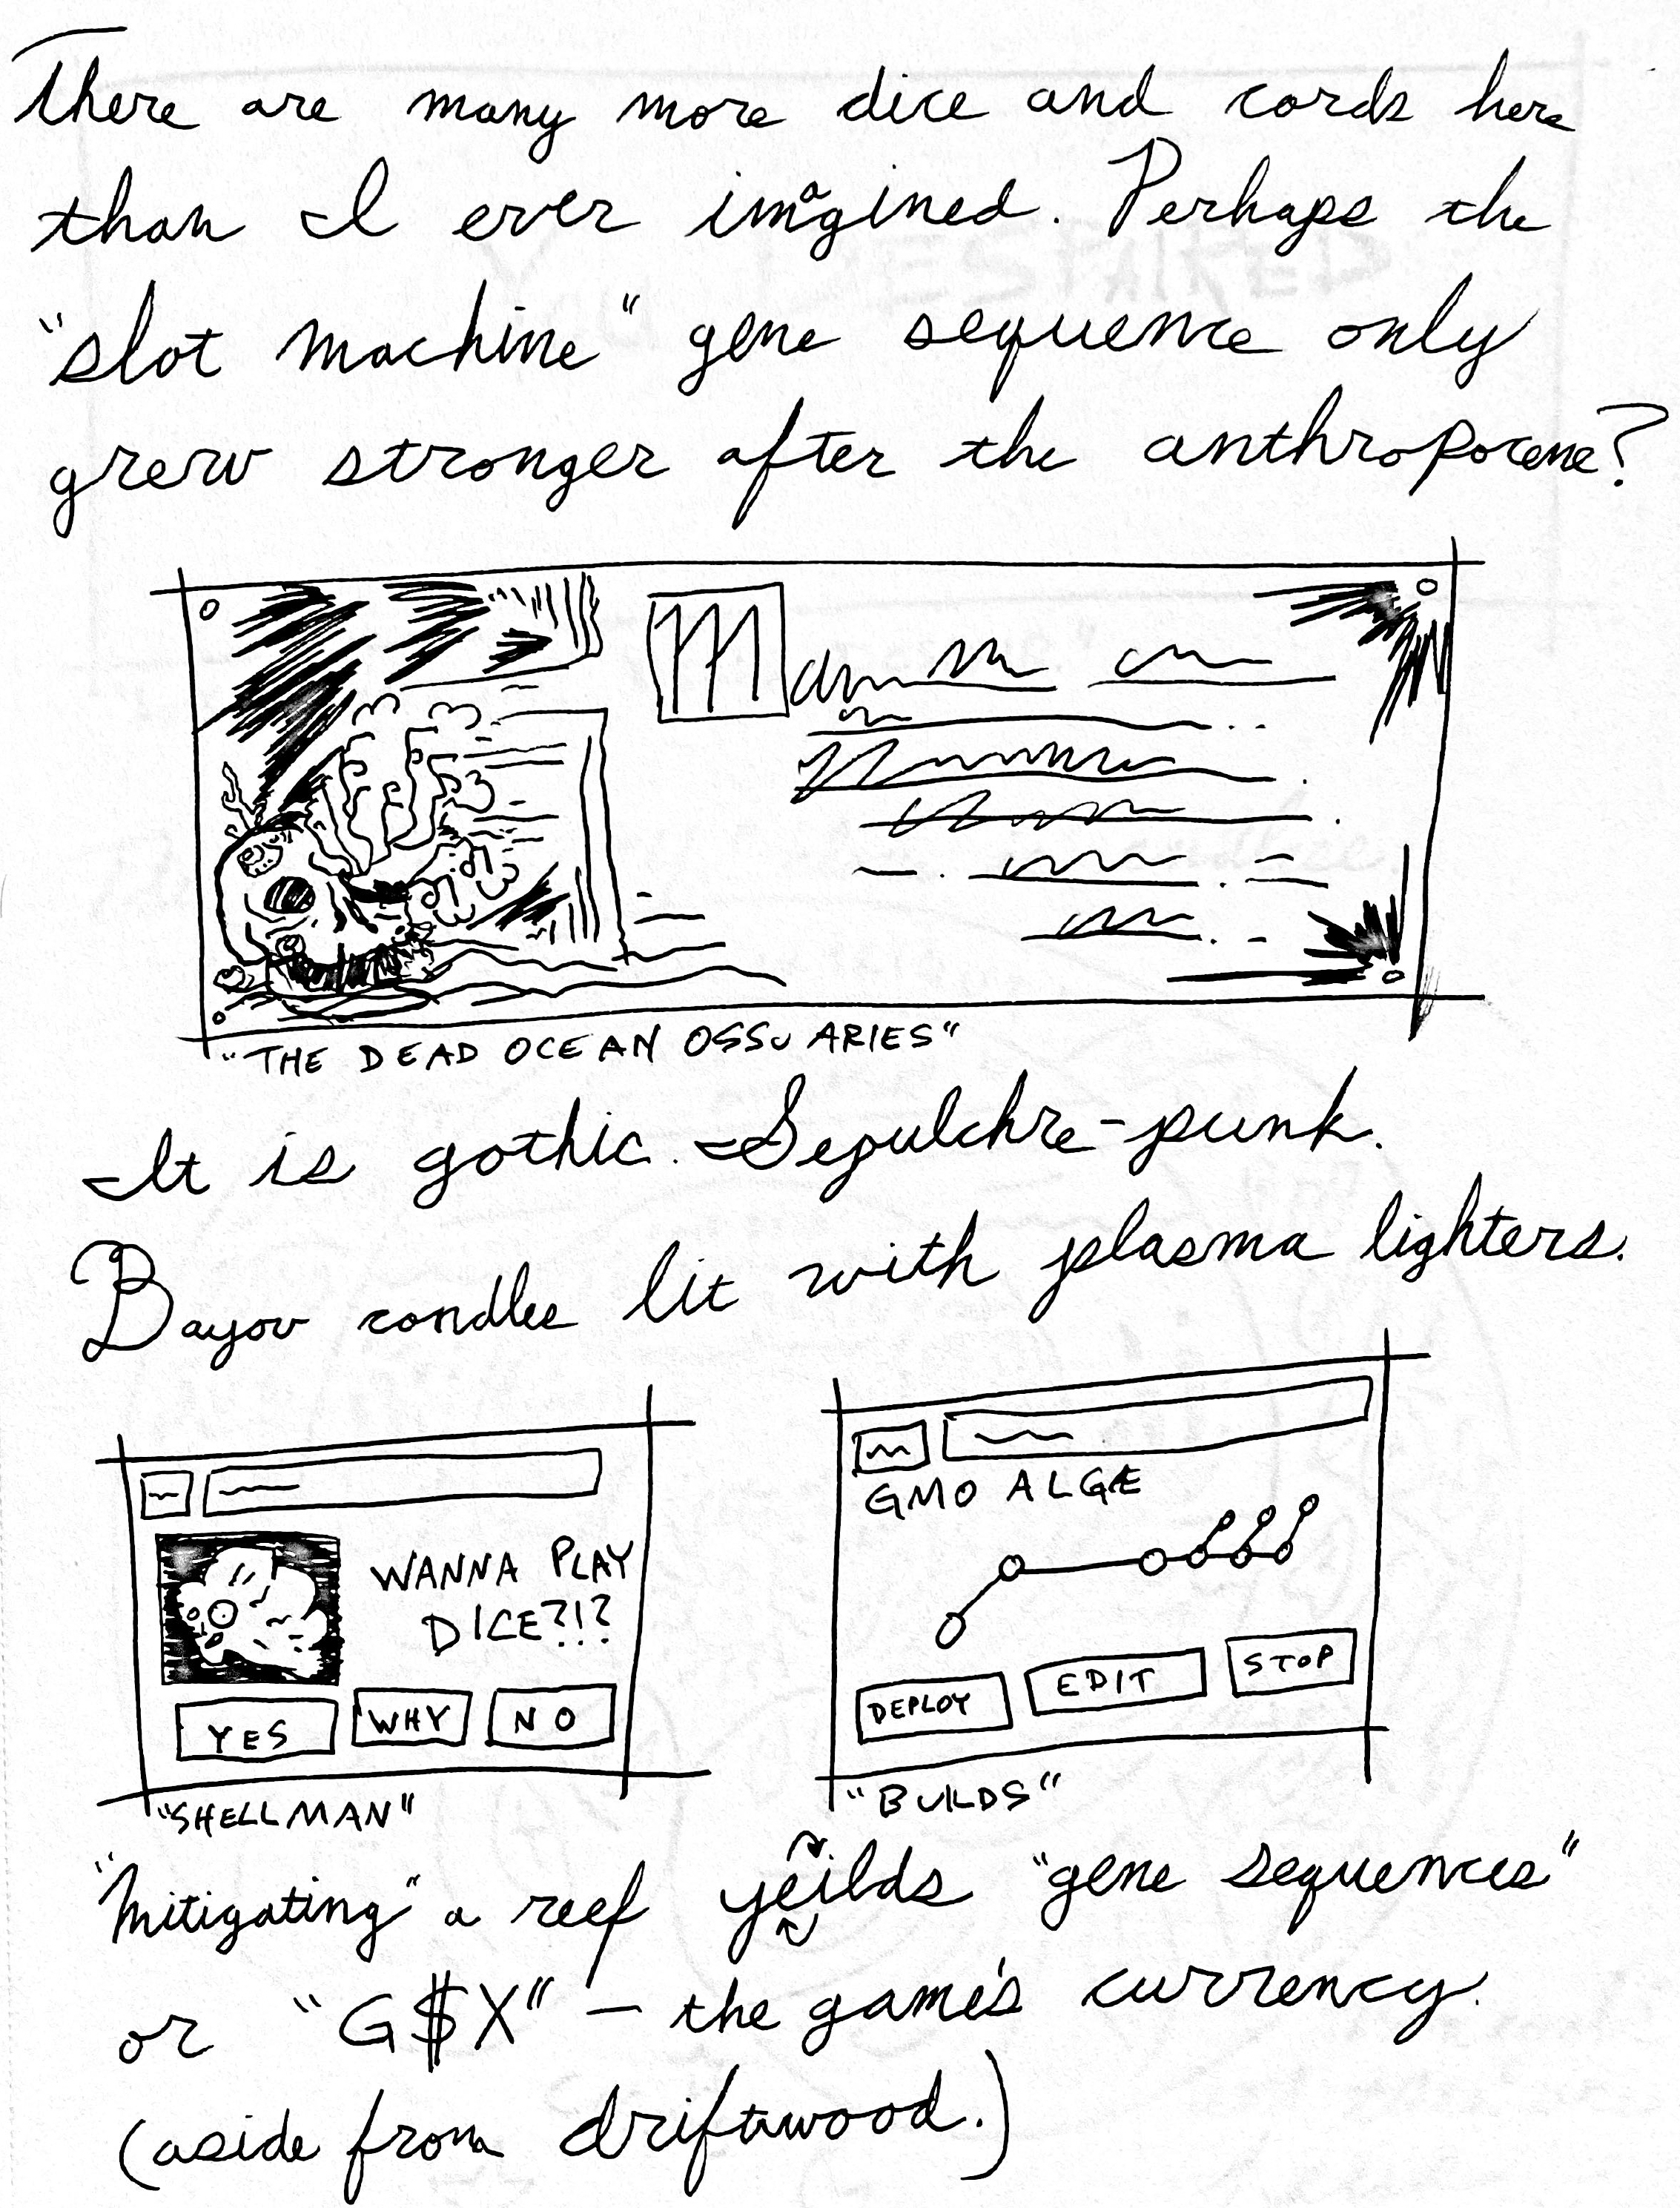 There are many more dice and cards here
than I ever imagined. Perhaps the
"slot machine" gene sequence only
grew stronger after the anthropocene?
"THE DEAD OCEAN OSSUARIES"
It is gothic. Sepulchre-punk.
Bayou candles lit with plasma lighters.
WANNA PLAY
DICE?!?
YES WHY NO
"SHELLMAN"
GMO ALGÆ
DEPLOY EDIT STOP
"BUILDS"
"Mitigating" a reef yeilds "gene sequences"
or "G$X" – the game's currency.
(aside from driftwood.)